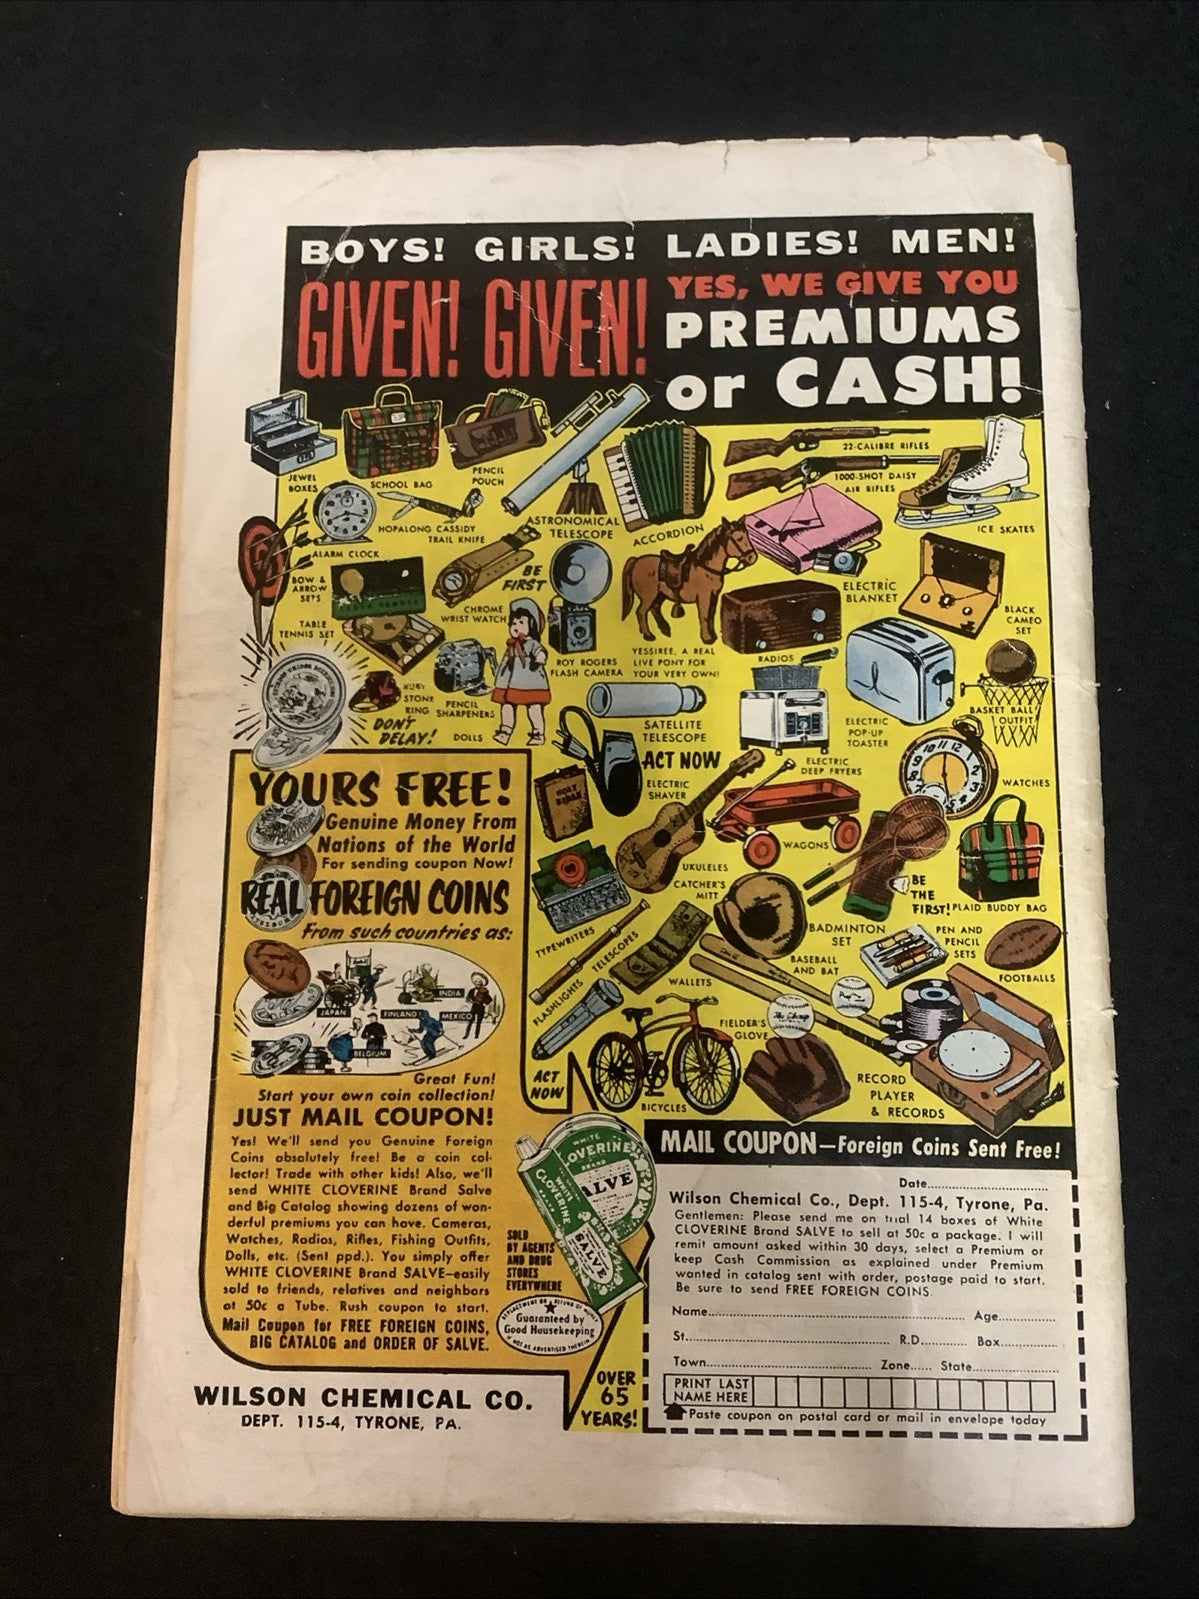 BOYS! GIRLS! LADIES! MEN!
GIVEN! GIVEN!
YES, WE GIVE YOU
PREMIUMS
or CASH!
JEWEL
BOXES
SCHOOL BAG
PENCIL
POUCH
ASTRONOMICAL
TELESCOPE
ACCORDION
22-CALIBRE RIFLES
1000-SHOT DAISY
AIR RIFLES
ICE SKATES
HOPALONG CASSIDY
TRAIL KNIFE
ALARM CLOCK
BOW &
ARROW
SETS
TABLE
TENNIS SET
CHROME
WRIST WATCH
BE
FIRST
ROY ROGERS
FLASH CAMERA
YESSIREE, A REAL
LIVE PONY FOR
YOUR VERY OWN!
ELECTRIC
BLANKET
RADIOS
BLACK
CAMEO
SET
RUBY
STONE
RING
PENCIL
SHARPENERS
DOLLS
DON'T
DELAY!
SATELLITE
TELESCOPE
ELECTRIC
POP-UP
TOASTER
BASKET BALL
OUTFIT
ACT NOW
ELECTRIC
SHAVER
ELECTRIC
DEEP FRYERS
WATCHES
HOLY
BIBLE
UKULELES
WAGONS
CATCHER'S
MITT
BE
THE
FIRST!
PLAID BUDDY BAG
TYPEWRITERS
TELESCOPES
WALLETS
BADMINTON
SET
BASEBALL
AND BAT
PEN AND
PENCIL
SETS
FOOTBALLS
FLASHLIGHTS
FIELDER'S
GLOVE
ACT
NOW
BICYCLES
RECORD
PLAYER
& RECORDS
YOURS FREE!
Genuine Money From
Nations of the World
For sending coupon Now!
REAL FOREIGN COINS
From such countries as:
JAPAN
FINLAND
INDIA
MEXICO
BELGIUM
Great Fun!
Start your own coin collection!
JUST MAIL COUPON!
Yes! We'll send you Genuine Foreign
Coins absolutely free! Be a coin col-
lector! Trade with other kids! Also, we'll
send WHITE CLOVERINE Brand Salve
and Big Catalog showing dozens of won-
derful premiums you can have. Cameras,
Watches, Radios, Rifles, Fishing Outfits,
Dolls, etc. (Sent ppd.). You simply offer
WHITE CLOVERINE Brand SALVE—easily
sold to friends, relatives and neighbors
at 50c a Tube. Rush coupon to start.
Mail Coupon for FREE FOREIGN COINS,
BIG CATALOG and ORDER OF SALVE.
WHITE
CLOVERINE
BRAND
SALVE
WHITE
CLOVERINE
SALVE
SOLD
BY AGENTS
AND DRUG
STORES
EVERYWHERE
REPLACEMENT OR REFUND OF MONEY
Guaranteed by
Good Housekeeping
IF NOT AS ADVERTISED THEREIN
WILSON CHEMICAL CO.
DEPT. 115-4, TYRONE, PA.
OVER
65
YEARS!
MAIL COUPON—Foreign Coins Sent Free!
Date
Wilson Chemical Co., Dept. 115-4, Tyrone, Pa.
Gentlemen: Please send me on trial 14 boxes of White
CLOVERINE Brand SALVE to sell at 50c a package. I will
remit amount asked within 30 days, select a Premium or
keep Cash Commission as explained under Premium
wanted in catalog sent with order, postage paid to start.
Be sure to send FREE FOREIGN COINS.
Name Age
St. R.D. Box
Town Zone State
PRINT LAST
NAME HERE
Paste coupon on postal card or mail in envelope today